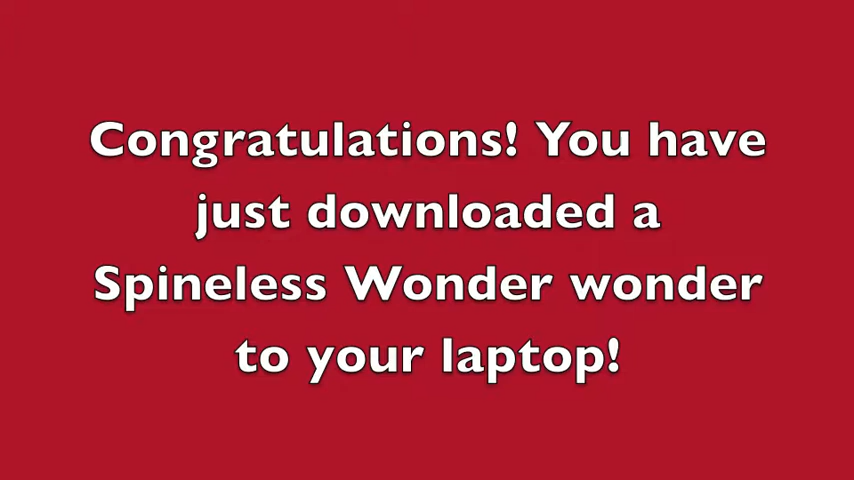 Congratulations! You have
just downloaded a
Spineless Wonder wonder
to your laptop!